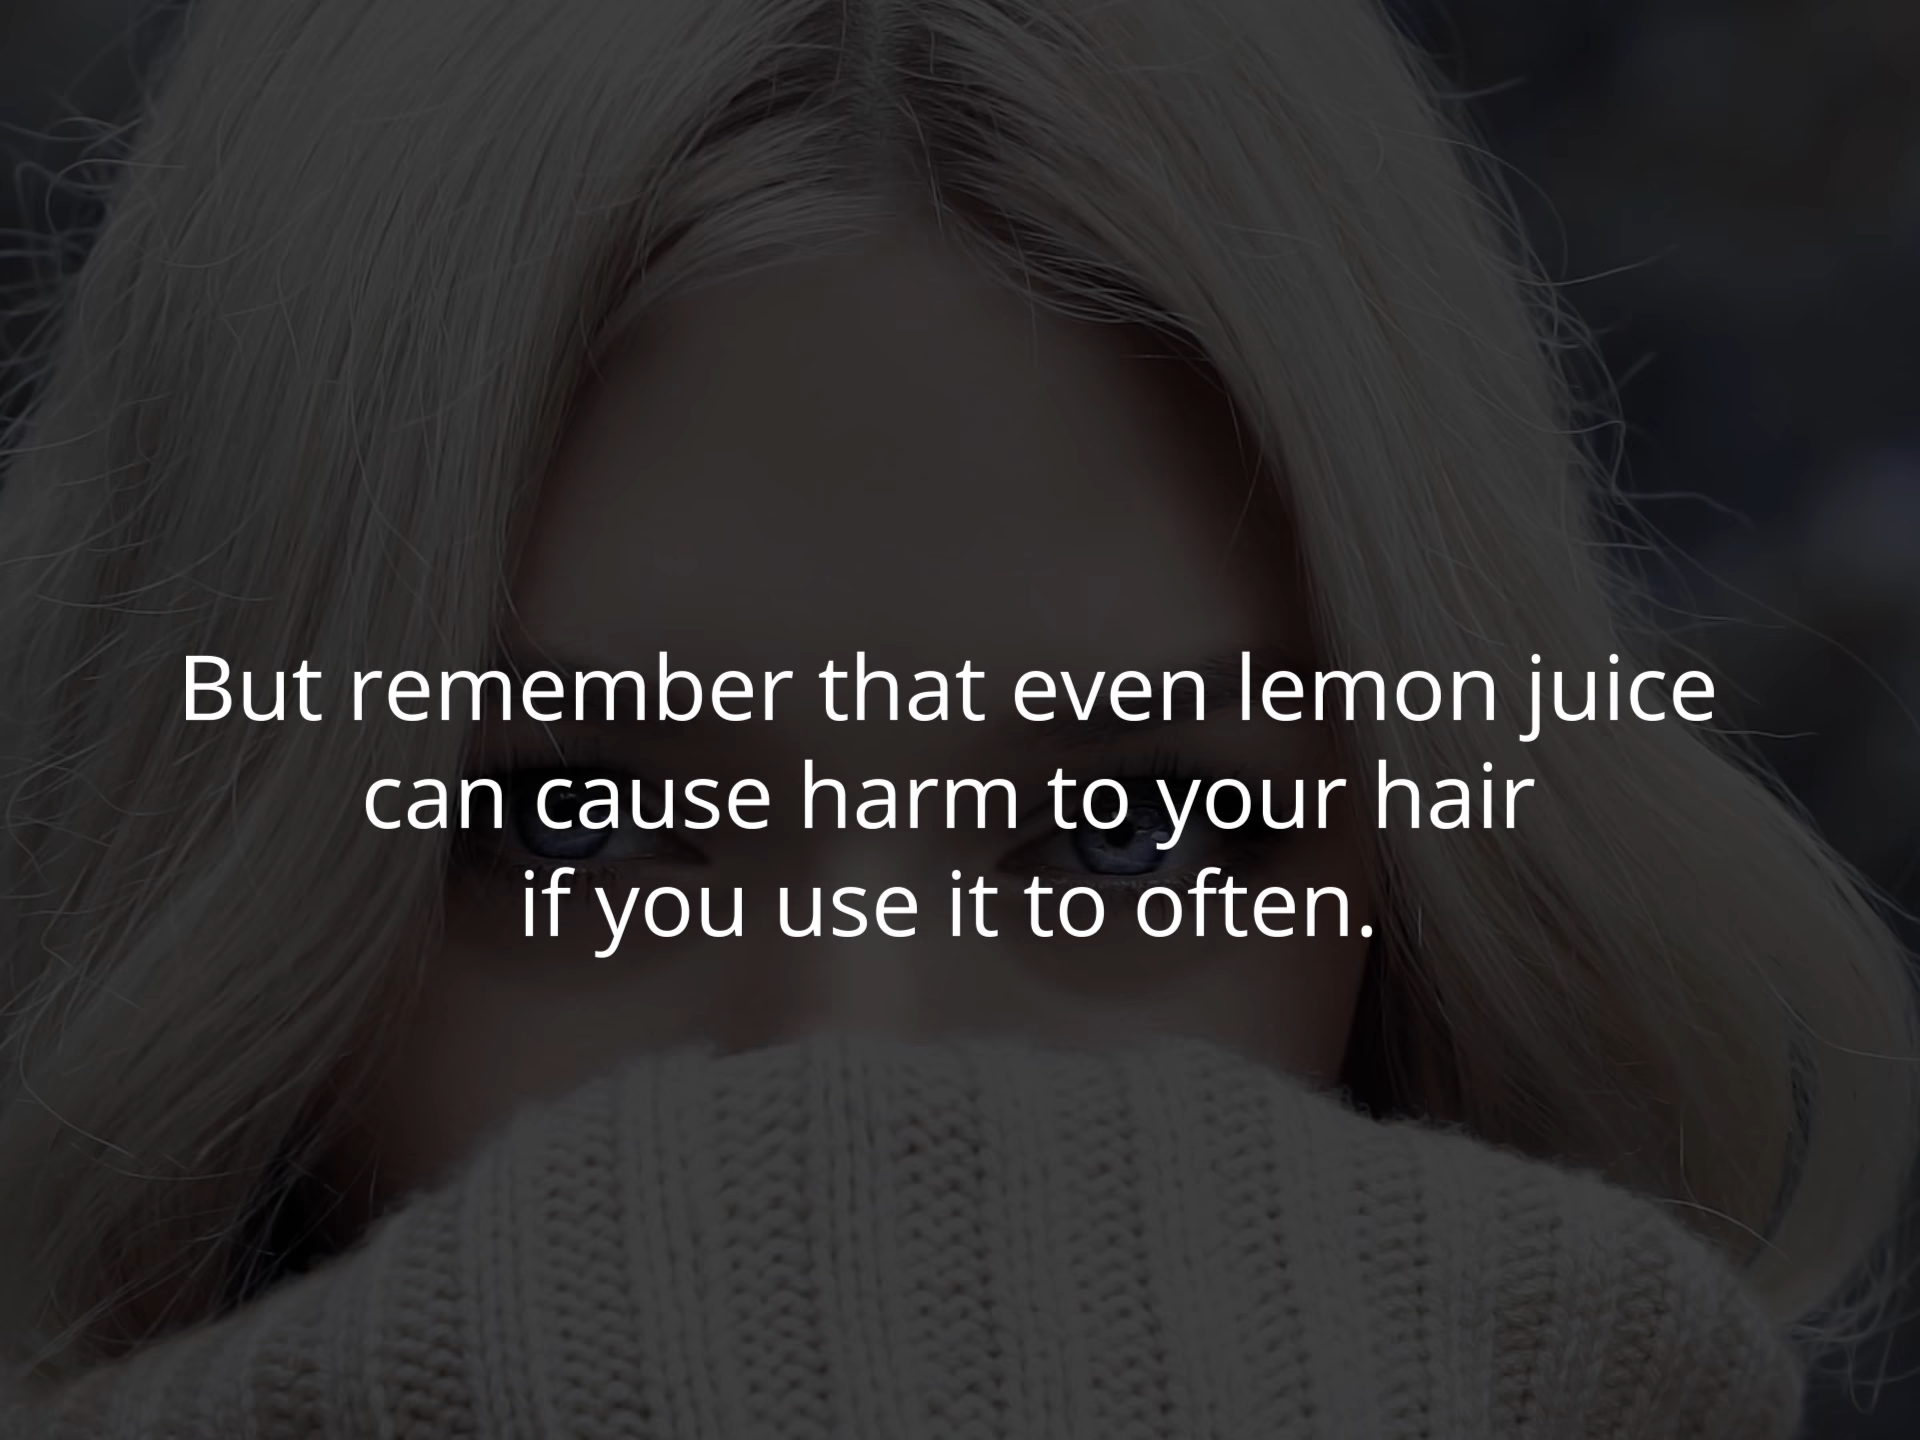 But remember that even lemon juice
can cause harm to your hair
if you use it to often.